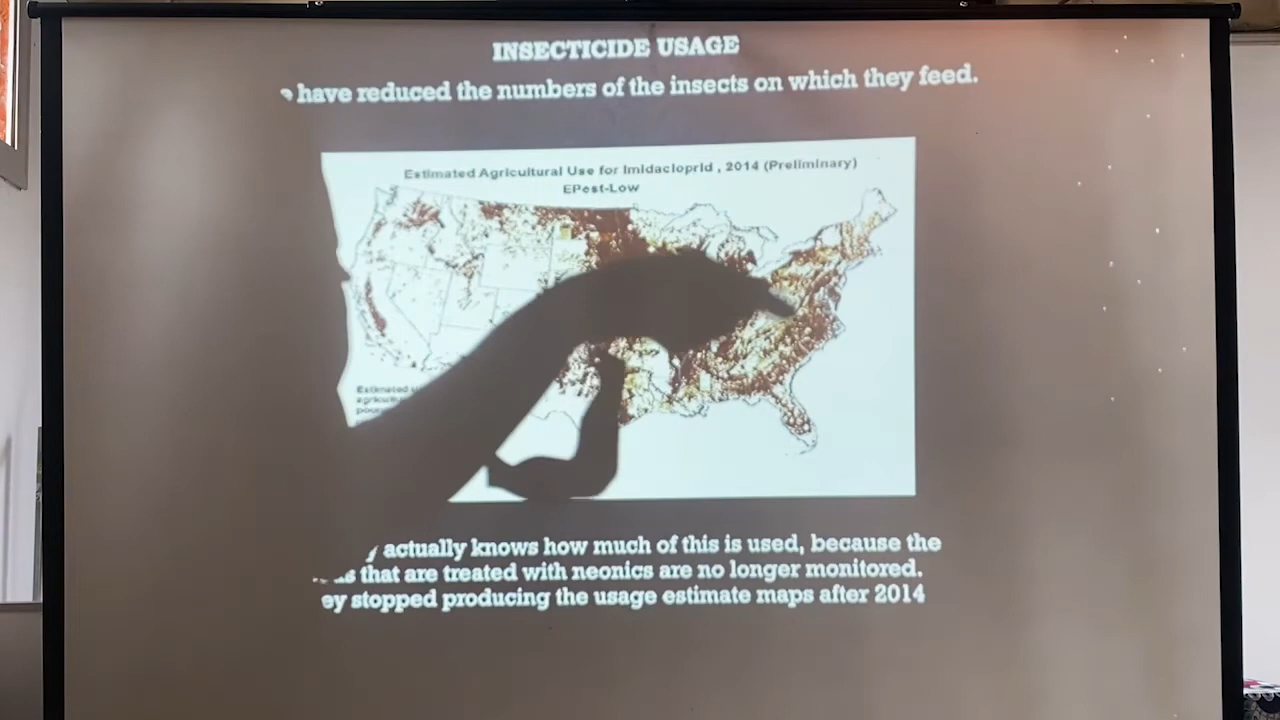 INSECTICIDE USAGE
have reduced the numbers of the insects on which they feed.
Estimated Agricultural Use for Imidacloprid , 2014 (Preliminary)
EPest-Low
Estimated
actually knows how much of this is used, because the
that are treated with neonics are no longer monitored.
ey stopped producing the usage estimate maps after 2014